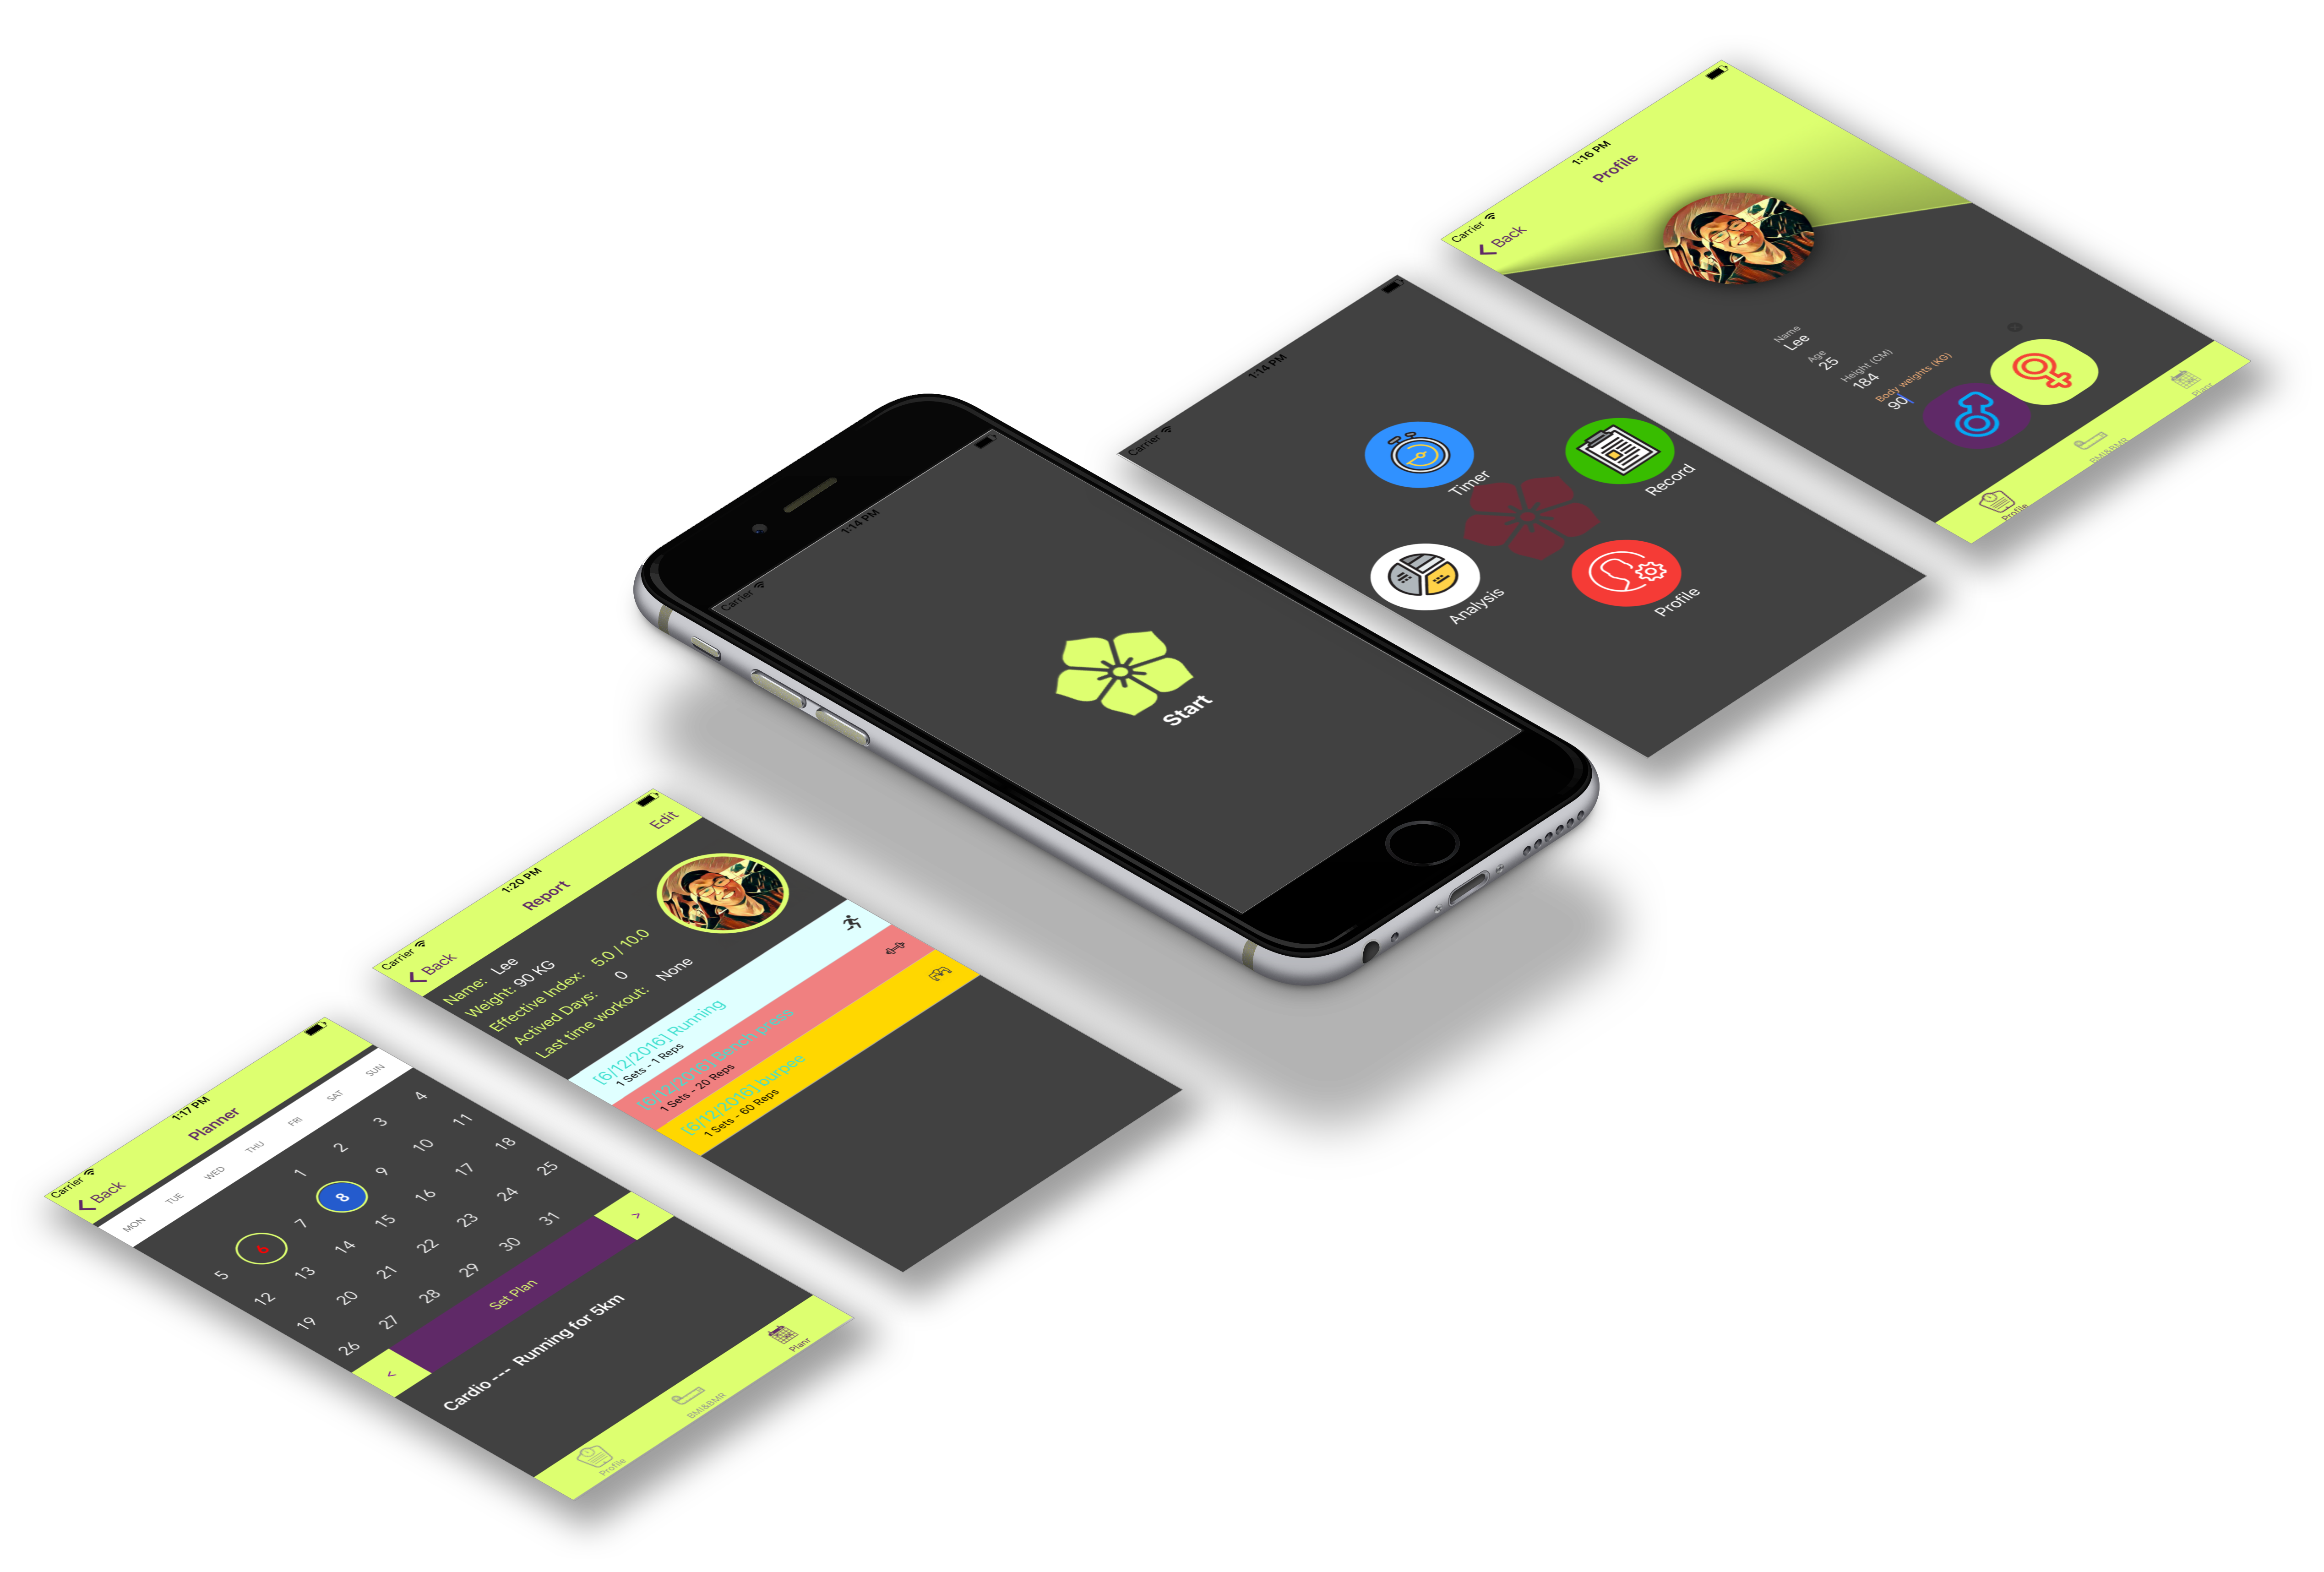 Carrier 1:17 PM
Back Planner
MON TUE WED THU FRI SAT SUN
1 2 3 4
5 6 7 8 9 10 11
12 13 14 15 16 17 18
19 20 21 22 23 24 25
26 27 28 29 30 31
< Set Plan >
Cardio --- Running for 5km
Profile BMI&BMR Planr
Carrier 1:20 PM
Back Report Edit
Name: Lee
Weight: 90 KG
Effective Index: 5.0 / 10.0
Actived Days: 0
Last time workout: None
[6/12/2016] Running
1 Sets - 1 Reps
[6/12/2016] Bench press
1 Sets - 20 Reps
[6/12/2016] burpee
1 Sets - 60 Reps
Carrier 1:14 PM
Start
Carrier 1:14 PM
Timer Record
Analysis Profile
Carrier 1:16 PM
Back Profile
Name
Lee
Age
25
Height (CM)
184
Body weights (KG)
90
Profile BMI&BMR Planr